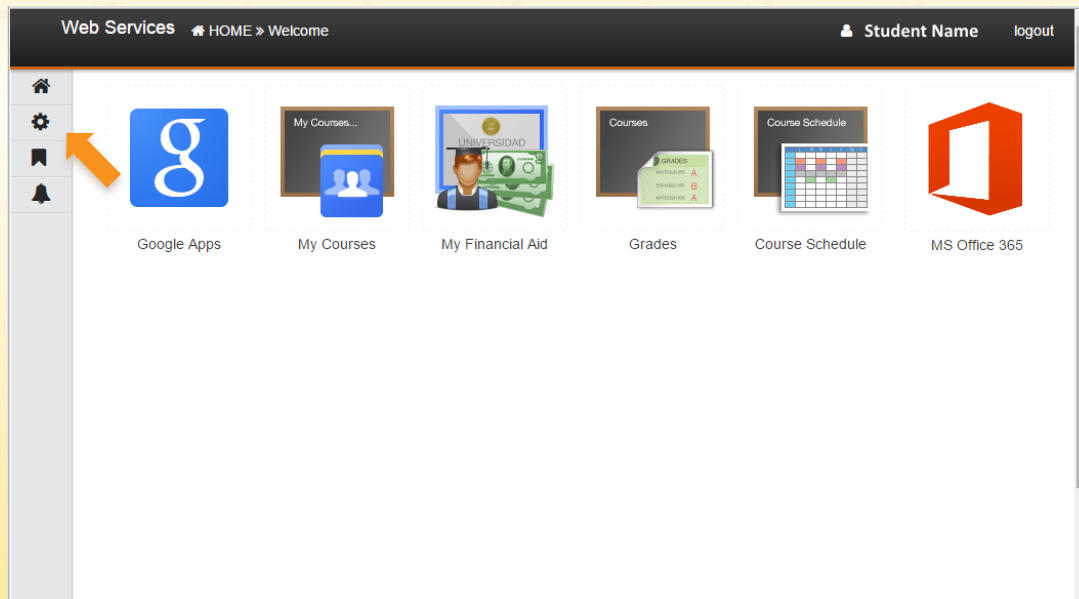 Web Services HOME » Welcome Student Name logout
My Courses...
UNIVERSIDAD
Courses
GRADES
A
B
A
Course Schedule
Google Apps My Courses My Financial Aid Grades Course Schedule MS Office 365